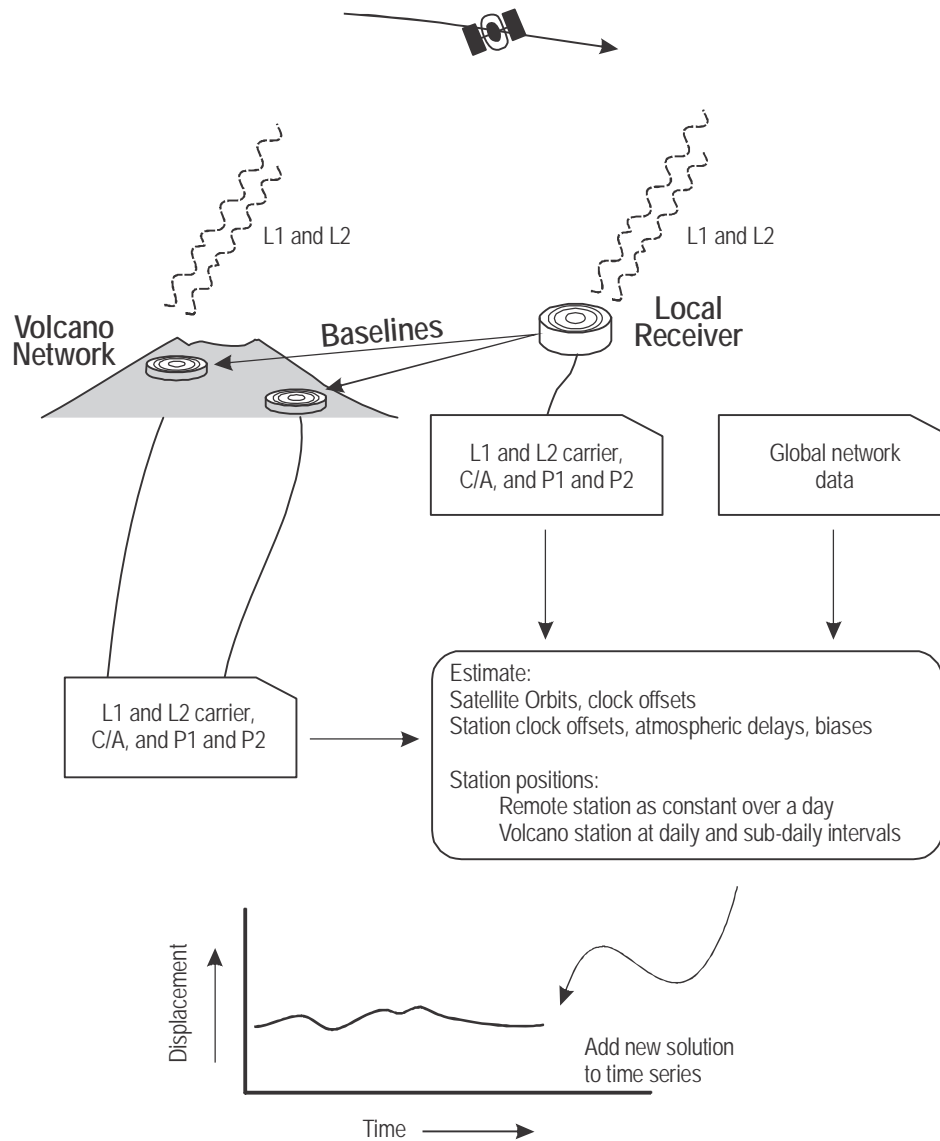 L1 and L2
L1 and L2
Volcano
Network
Baselines
Local
Receiver
L1 and L2 carrier,
C/A, and P1 and P2
Global network
data
L1 and L2 carrier,
C/A, and P1 and P2
Estimate:
Satellite Orbits, clock offsets
Station clock offsets, atmospheric delays, biases
Station positions:
Remote station as constant over a day
Volcano station at daily and sub-daily intervals
Displacement
Add new solution
to time series
Time